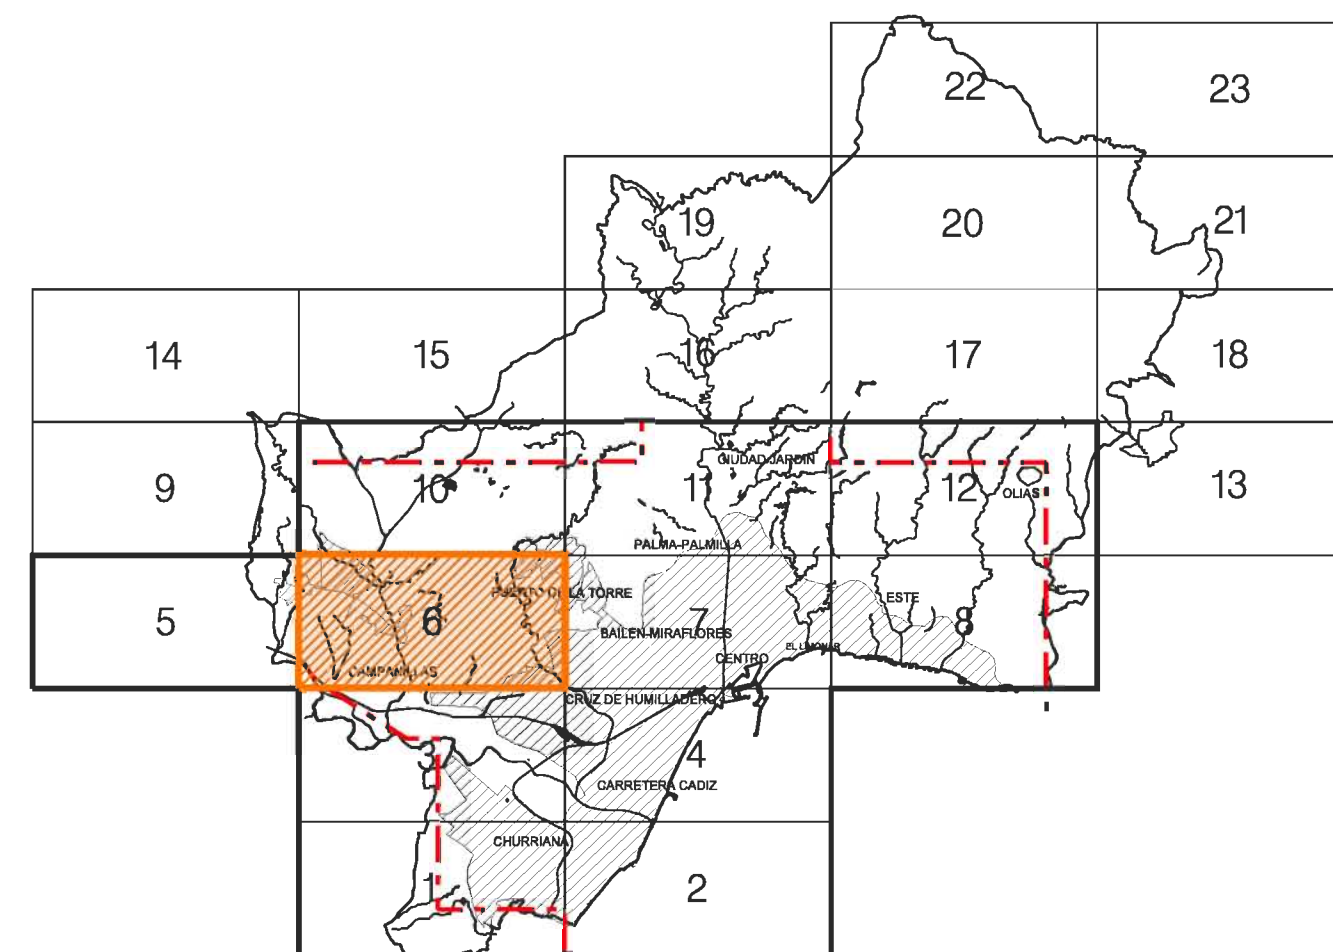 22
23
19
20
21
14
15
16
17
18
CIUDAD JARDIN
9
10
11
12
OLIAS
13
PALMA-PALMILLA
PUERTO DE LA TORRE
ESTE
5
6
7
8
BAILEN-MIRAFLORES
EL LIMONAR
CENTRO
CAMPANILLAS
CRUZ DE HUMILLADERO
3
4
CARRETERA CADIZ
CHURRIANA
1
2